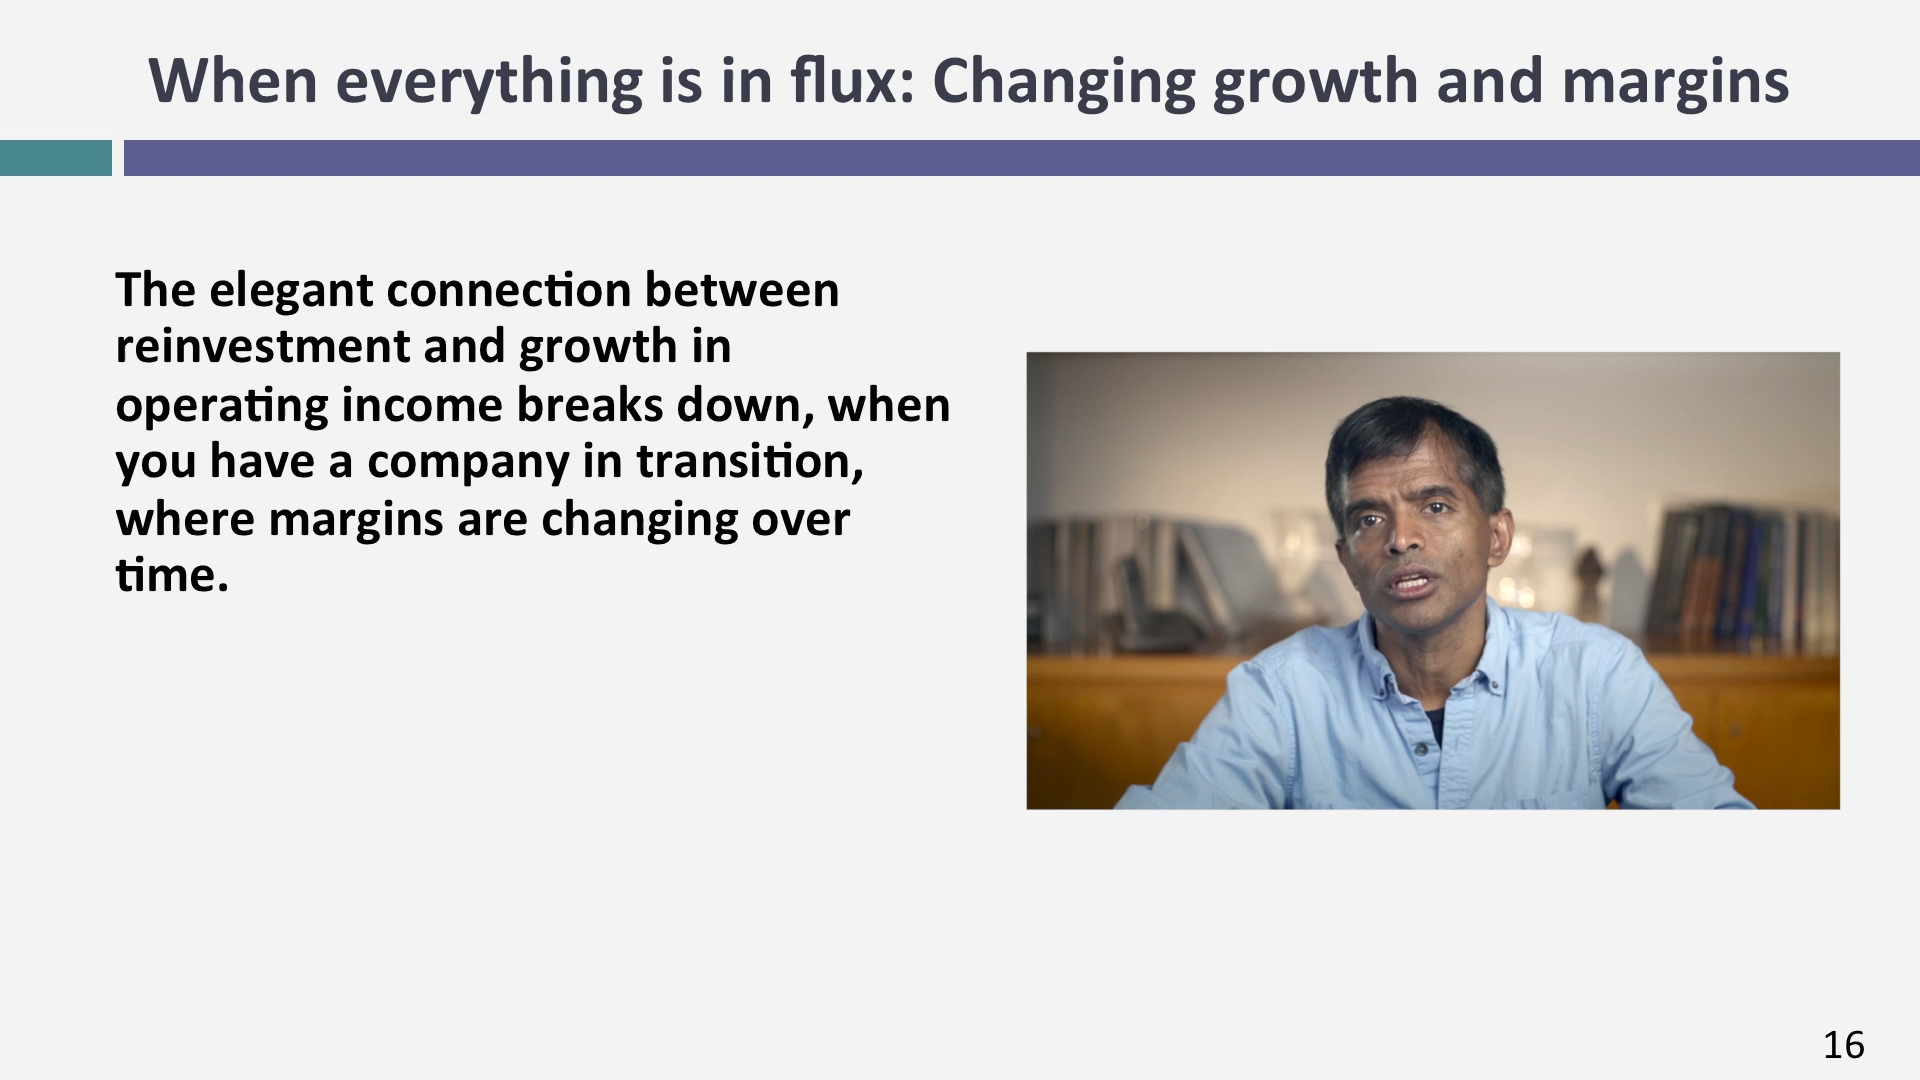 When everything is in flux: Changing growth and margins
The elegant connection between
reinvestment and growth in
operating income breaks down, when
you have a company in transition,
where margins are changing over
time.
16